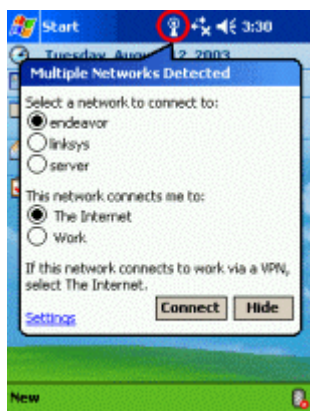 Start 3:30
Tuesday, August 12, 2003
Multiple Networks Detected
Select a network to connect to:
endeavor
linksys
server
This network connects me to:
The Internet
Work
If this network connects to work via a VPN,
select The Internet.
Settings Connect Hide
New